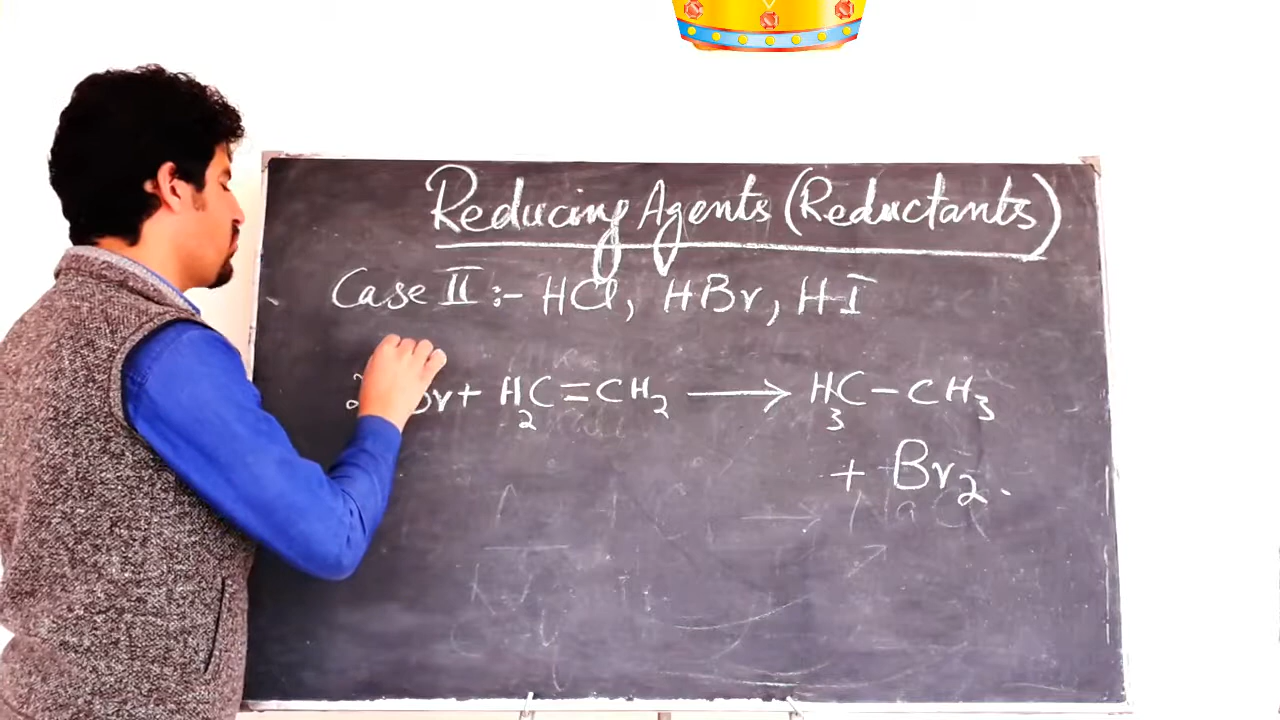 Reducing Agents (Reductants)
Case II :- HCl, HBr, HI
Br + H₂C = CH₂ ⟶ H₃C - CH₃
+ Br₂.